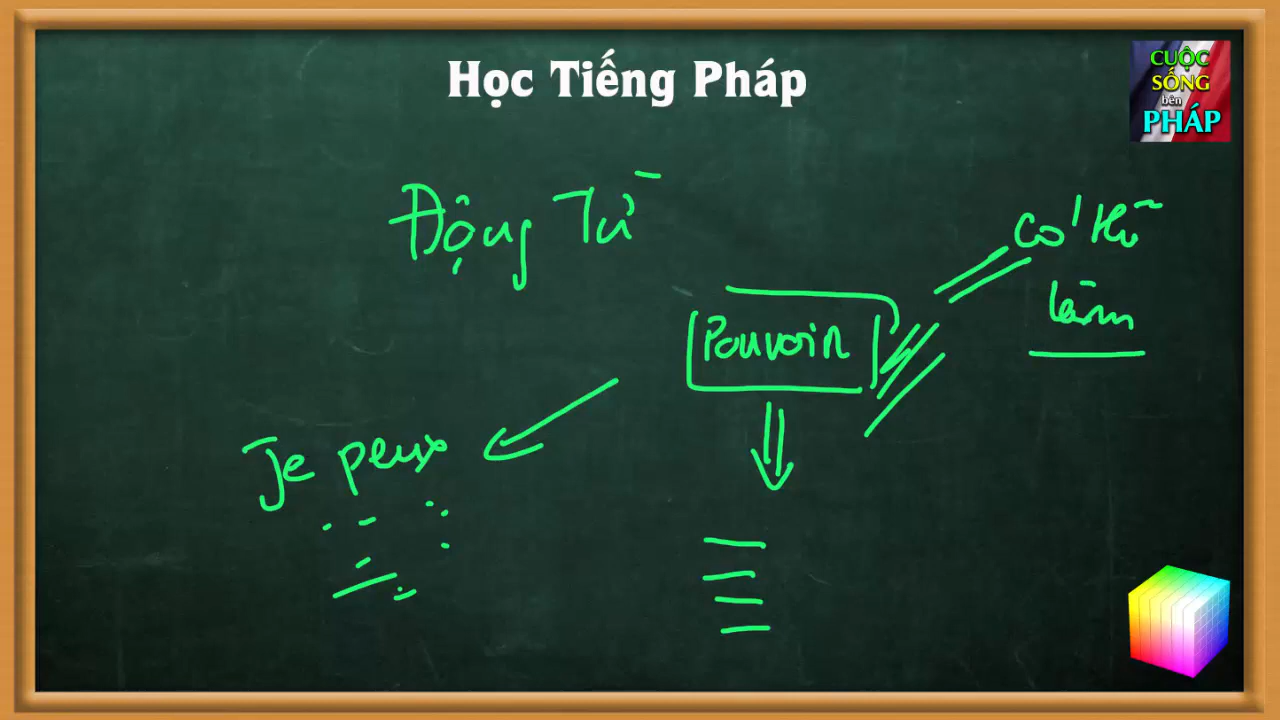 Học Tiếng Pháp
CUỘC
SỐNG
bên
PHÁP
Động Từ
có thể
làm
Pouvoir
Je peux